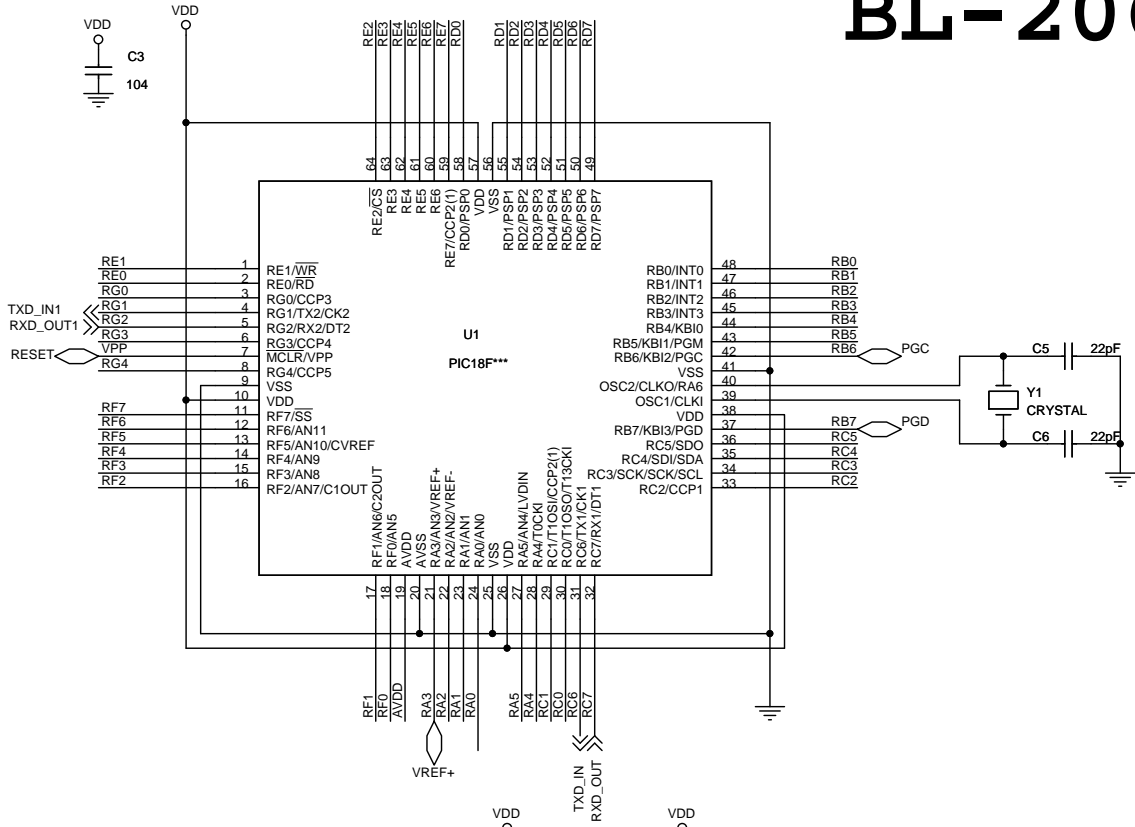 BL-200
VDD
VDD
C3
104
RE2
RE3
RE4
RE5
RE6
RE7
RD0
RD1
RD2
RD3
RD4
RD5
RD6
RD7
64
63
62
61
60
59
58
57
56
55
54
53
52
51
50
49
RE2/CS
RE3
RE4
RE5
RE6
RE7/CCP2(1)
RD0/PSP0
VDD
VSS
RD1/PSP1
RD2/PSP2
RD3/PSP3
RD4/PSP4
RD5/PSP5
RD6/PSP6
RD7/PSP7
RE1 1 RE1/WR
RE0 2 RE0/RD
RG0 3 RG0/CCP3
TXD_IN1 RG1 4 RG1/TX2/CK2
RXD_OUT1 RG2 5 RG2/RX2/DT2
RG3 6 RG3/CCP4
RESET VPP 7 MCLR/VPP
RG4 8 RG4/CCP5
9 VSS
10 VDD
RF7 11 RF7/SS
RF6 12 RF6/AN11
RF5 13 RF5/AN10/CVREF
RF4 14 RF4/AN9
RF3 15 RF3/AN8
RF2 16 RF2/AN7/C1OUT
U1
PIC18F***
RB0/INT0 48 RB0
RB1/INT1 47 RB1
RB2/INT2 46 RB2
RB3/INT3 45 RB3
RB4/KBI0 44 RB4
RB5/KBI1/PGM 43 RB5
RB6/KBI2/PGC 42 RB6 PGC
VSS 41
OSC2/CLKO/RA6 40
OSC1/CLKI 39
VDD 38
RB7/KBI3/PGD 37 RB7 PGD
RC5/SDO 36 RC5
RC4/SDI/SDA 35 RC4
RC3/SCK/SCK/SCL 34 RC3
RC2/CCP1 33 RC2
C5 22pF
Y1
CRYSTAL
C6 22pF
RF1/AN6/C2OUT
RF0/AN5
AVDD
AVSS
RA3/AN3/VREF+
RA2/AN2/VREF-
RA1/AN1
RA0/AN0
VSS
VDD
RA5/AN4/LVDIN
RA4/T0CKI
RC1/T1OSI/CCP2(1)
RC0/T1OSO/T13CKI
RC6/TX1/CK1
RC7/RX1/DT1
17
18
19
20
21
22
23
24
25
26
27
28
29
30
31
32
RF1
RF0
AVDD
RA3
RA2
RA1
RA0
RA5
RA4
RC1
RC0
RC6
RC7
VREF+
TXD_IN
RXD_OUT
VDD
VDD